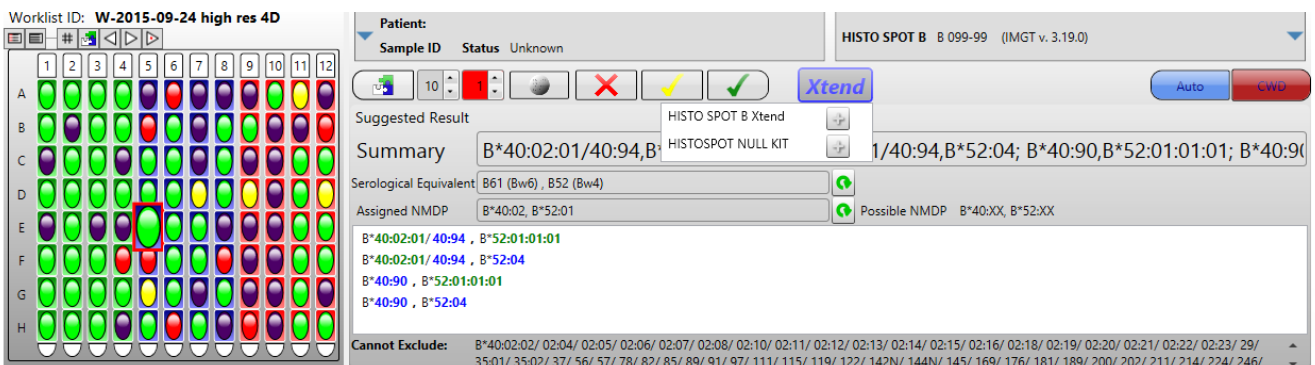 Worklist ID: W-2015-09-24 high res 4D
#
1 2 3 4 5 6 7 8 9 10 11 12
A
B
C
D
E
F
G
H
Patient:
Sample ID Status Unknown
HISTO SPOT B B 099-99 (IMGT v. 3.19.0)
10 1 Xtend Auto CWD
HISTO SPOT B Xtend
HISTOSPOT NULL KIT
Suggested Result
Summary B*40:02:01/40:94,B* 1/40:94,B*52:04; B*40:90,B*52:01:01:01; B*40:90
Serological Equivalent B61 (Bw6) , B52 (Bw4)
Assigned NMDP B*40:02, B*52:01 Possible NMDP B*40:XX, B*52:XX
B*40:02:01/ 40:94 , B*52:01:01:01
B*40:02:01/ 40:94 , B*52:04
B*40:90 , B*52:01:01:01
B*40:90 , B*52:04
Cannot Exclude: B*40:02:02/ 02:04/ 02:05/ 02:06/ 02:07/ 02:08/ 02:10/ 02:11/ 02:12/ 02:13/ 02:14/ 02:15/ 02:16/ 02:18/ 02:19/ 02:20/ 02:21/ 02:22/ 02:23/ 29/
35:01/ 35:02/ 37/ 56/ 57/ 78/ 82/ 85/ 89/ 91/ 97/ 111/ 115/ 119/ 122/ 142N/ 144N/ 145/ 169/ 176/ 181/ 189/ 200/ 202/ 211/ 214/ 224/ 246/